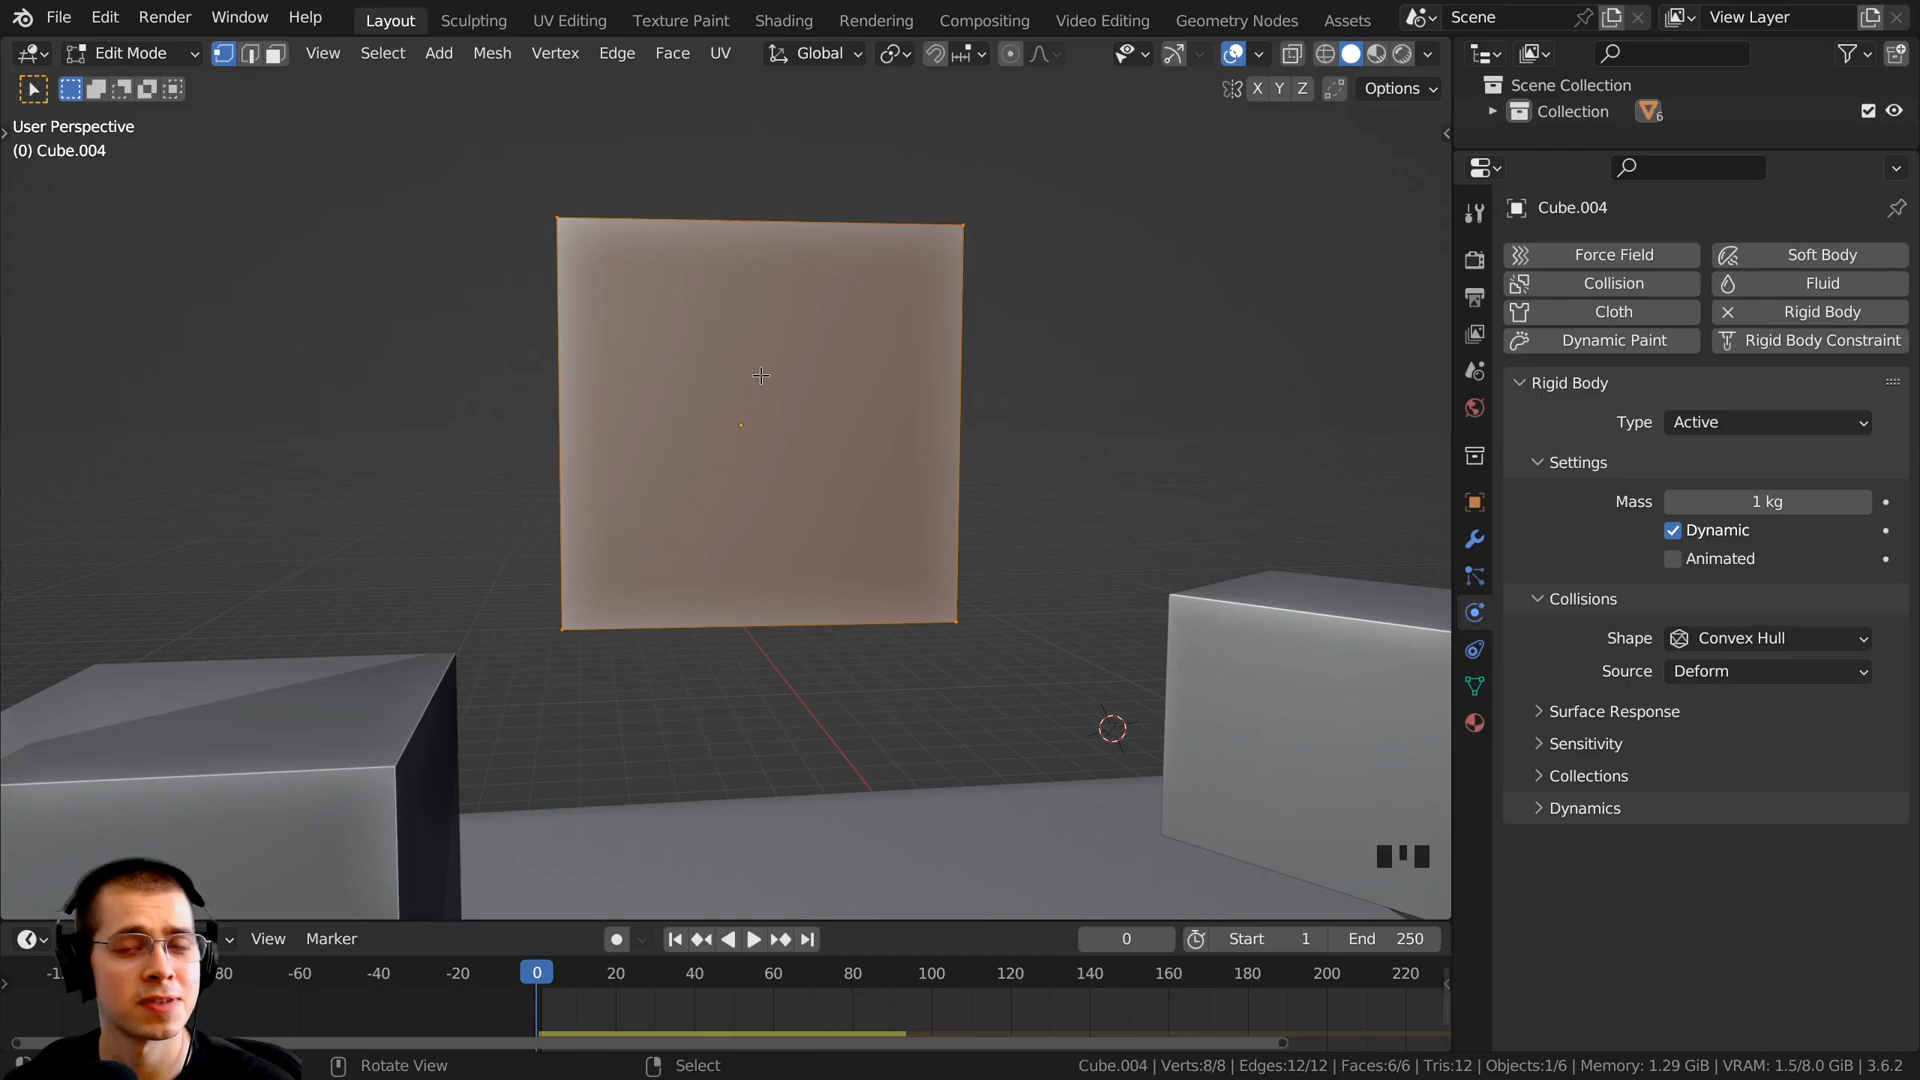 File Edit Render Window Help Layout Sculpting UV Editing Texture Paint Shading Rendering Compositing Video Editing Geometry Nodes Assets Scene View Layer
Edit Mode View Select Add Mesh Vertex Edge Face UV Global
X Y Z Options
Scene Collection
Collection 6
User Perspective
(0) Cube.004
Cube.004
Force Field Soft Body
Collision Fluid
Cloth Rigid Body
Dynamic Paint Rigid Body Constraint
Rigid Body
Type Active
Settings
Mass 1 kg
Dynamic
Animated
Collisions
Shape Convex Hull
Source Deform
Surface Response
Sensitivity
Collections
Dynamics
View Marker 0 Start 1 End 250
80 -60 -40 -20 0 20 40 60 80 100 120 140 160 180 200 220
Rotate View Select Cube.004 | Verts:8/8 | Edges:12/12 | Faces:6/6 | Tris:12 | Objects:1/6 | Memory: 1.29 GiB | VRAM: 1.5/8.0 GiB | 3.6.2